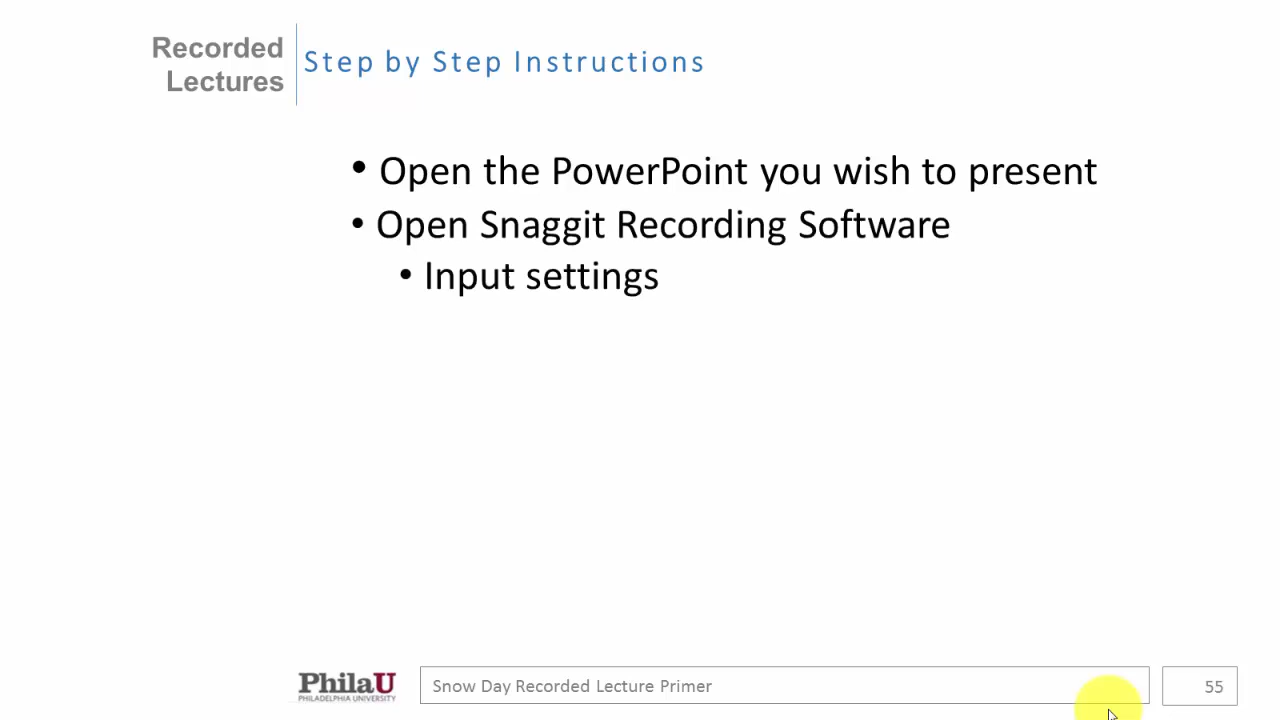 Recorded
Lectures
Step by Step Instructions
• Open the PowerPoint you wish to present
• Open Snaggit Recording Software
• Input settings
PhilaU
PHILADELPHIA UNIVERSITY
Snow Day Recorded Lecture Primer
55